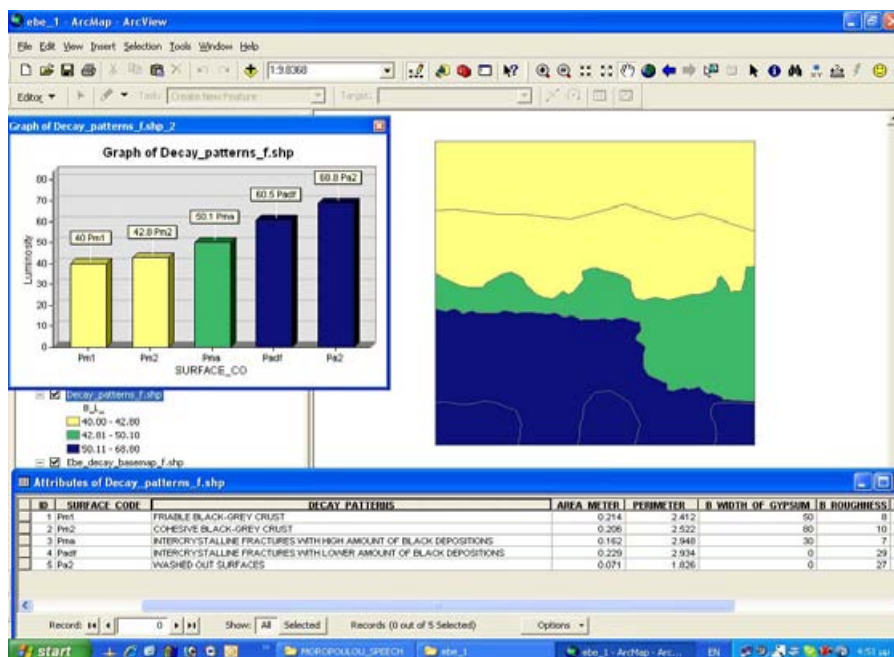 ebe_1 - ArcMap - ArcView
File Edit View Insert Selection Tools Window Help
1:9.8368
Editor Task: Create New Feature Target:
Graph of Decay_patterns_f.shp_2
Graph of Decay_patterns_f.shp
80
70
60
50
40
30
20
10
0
Luminosity
40 Pm1
42.8 Pm2
50.1 Pma
60.5 Padf
68.8 Pa2
Pm1 Pm2 Pma Padf Pa2
SURFACE_CO
Decay_patterns_f.shp
B_L_
40.00 - 42.80
42.81 - 50.10
50.11 - 68.80
Ebe_decay_basemap_f.shp
Attributes of Decay_patterns_f.shp
ID SURFACE CODE DECAY PATTERNS AREA METER PERIMETER B WIDTH OF GYPSUM B ROUGHNESS
1 Pm1 FRIABLE BLACK-GREY CRUST 0.214 2.412 50 8
2 Pm2 COHESIVE BLACK-GREY CRUST 0.206 2.522 80 10
3 Pma INTERCRYSTALLINE FRACTURES WITH HIGH AMOUNT OF BLACK DEPOSITIONS 0.162 2.948 30 7
4 Padf INTERCRYSTALLINE FRACTURES WITH LOWER AMOUNT OF BLACK DEPOSITIONS 0.229 2.934 0 29
5 Pa2 WASHED OUT SURFACES 0.071 1.826 0 27
Record: 0 Show: All Selected Records (0 out of 5 Selected) Options
start MOROPOULOU_SPEECH ebe_1 ebe_1 - ArcMap - Arc... EN 4:51 μμ